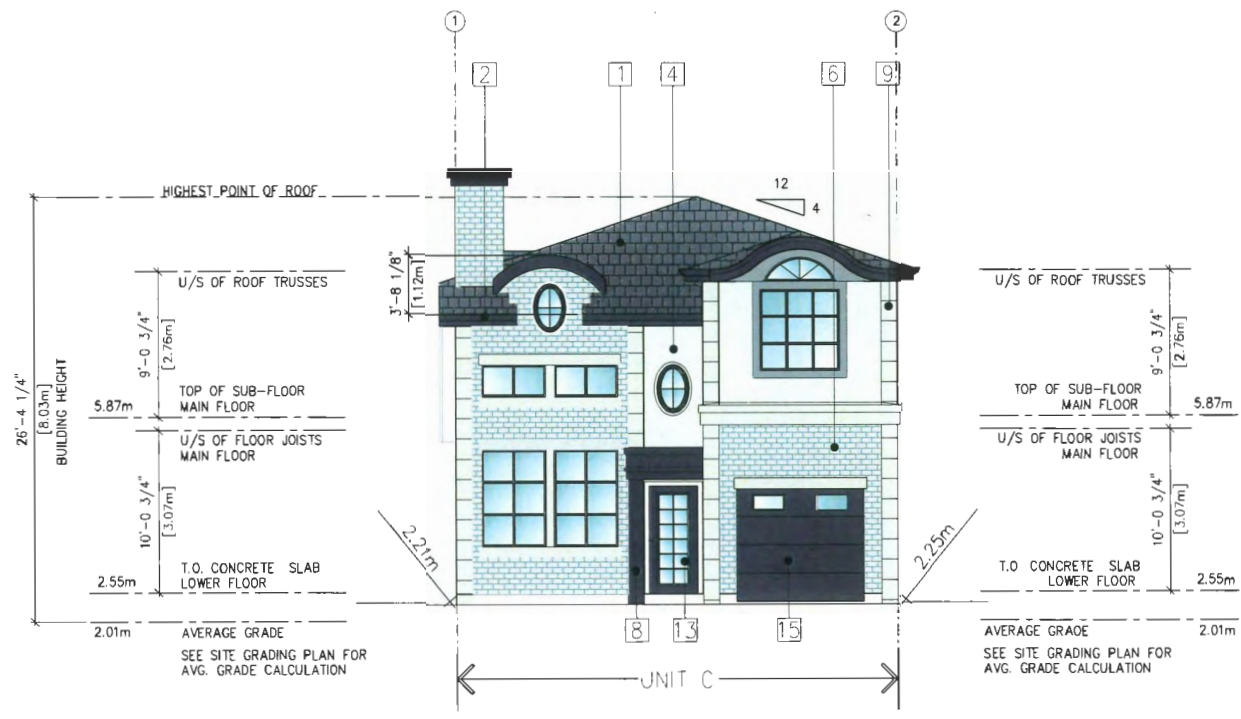 1
2
2
1
4
6
9
HIGHEST POINT OF ROOF
12
4
U/S OF ROOF TRUSSES
3'-8 1/8"
[1.12m]
U/S OF ROOF TRUSSES
9'-0 3/4"
[2.76m]
9'-0 3/4"
[2.76m]
26'-4 1/4"
[8.03m]
BUILDING HEIGHT
5.87m
TOP OF SUB-FLOOR
MAIN FLOOR
TOP OF SUB-FLOOR
MAIN FLOOR
5.87m
U/S OF FLOOR JOISTS
MAIN FLOOR
U/S OF FLOOR JOISTS
MAIN FLOOR
10'-0 3/4"
[3.07m]
10'-0 3/4"
[3.07m]
2.21m
2.25m
2.55m
T.O. CONCRETE SLAB
LOWER FLOOR
T.O CONCRETE SLAB
LOWER FLOOR
2.55m
2.01m
AVERAGE GRADE
8
13
15
AVERAGE GRADE
2.01m
SEE SITE GRADING PLAN FOR
AVG. GRADE CALCULATION
UNIT C
SEE SITE GRADING PLAN FOR
AVG. GRADE CALCULATION